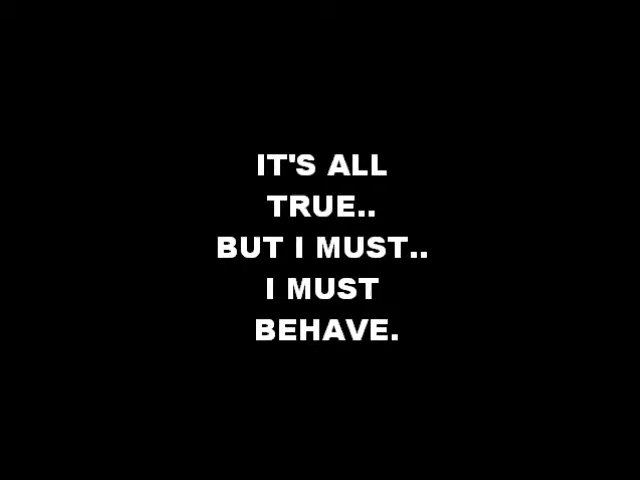 IT'S ALL
TRUE..
BUT I MUST..
I MUST
BEHAVE.